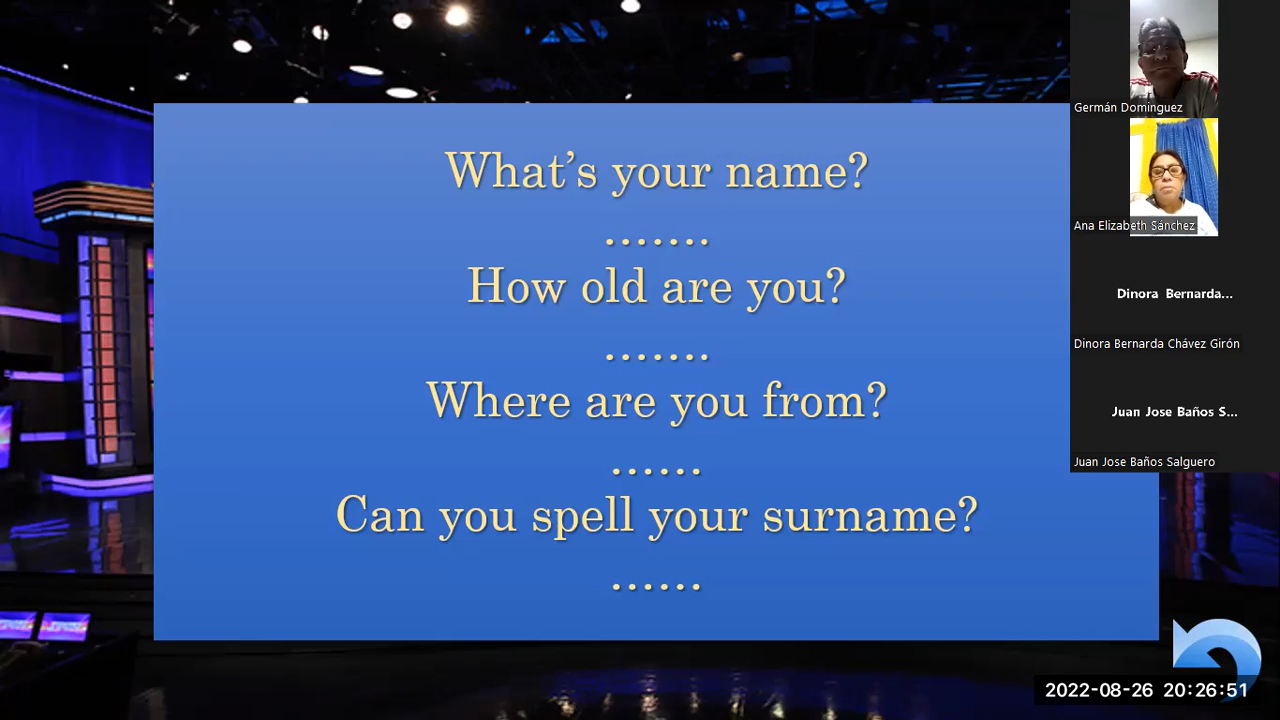 What's your name?
.......
How old are you?
.......
Where are you from?
......
Can you spell your surname?
......
Germán Dominguez
Ana Elizabeth Sánchez
Dinora Bernarda...
Dinora Bernarda Chávez Girón
Juan Jose Baños S...
Juan Jose Baños Salguero
2022-08-26 20:26:51